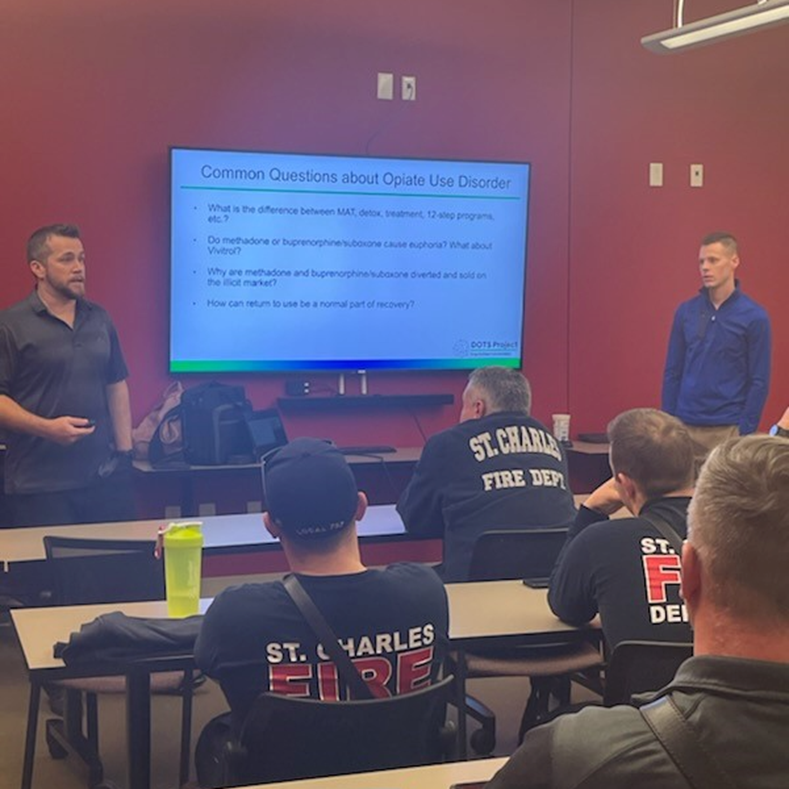 Common Questions about Opiate Use Disorder
What is the difference between MAT, detox, treatment, 12-step programs,
etc.?
Do methadone or buprenorphine/suboxone cause euphoria? What about
Vivitrol?
Why are methadone and buprenorphine/suboxone diverted and sold on
the illicit market?
How can return to use be a normal part of recovery?
DOTS Project
ST. CHARLES
FIRE DEPT
LOCAL
ST. CHARLES
FIRE
ST.
F
DE